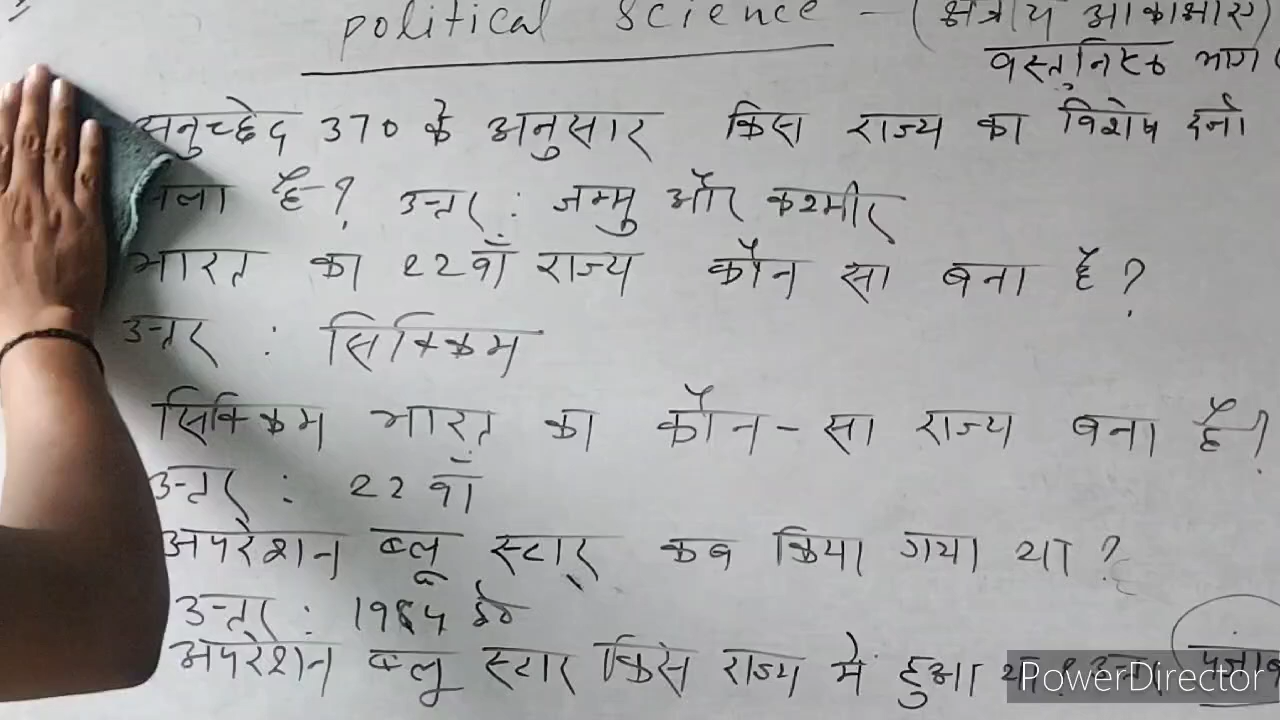 Political Science - (क्षेत्रीय आकांक्षाएं)
वस्तुनिष्ठ भाग
अनुच्छेद 370 के अनुसार किस राज्य का विशेष दर्जा
मिला है? उत्तर : जम्मु और कश्मीर
भारत का 22वाँ राज्य कौन सा बना है?
उत्तर : सिक्किम
सिक्किम भारत का कौन-सा राज्य बना है?
उत्तर : 22 वाँ
अपरेशन ब्लू स्टार कब किया गया था?
उत्तर : 1984 ई०
अपरेशन ब्लू स्टार किस राज्य में हुआ था? उत्तर पंजाब
PowerDirector